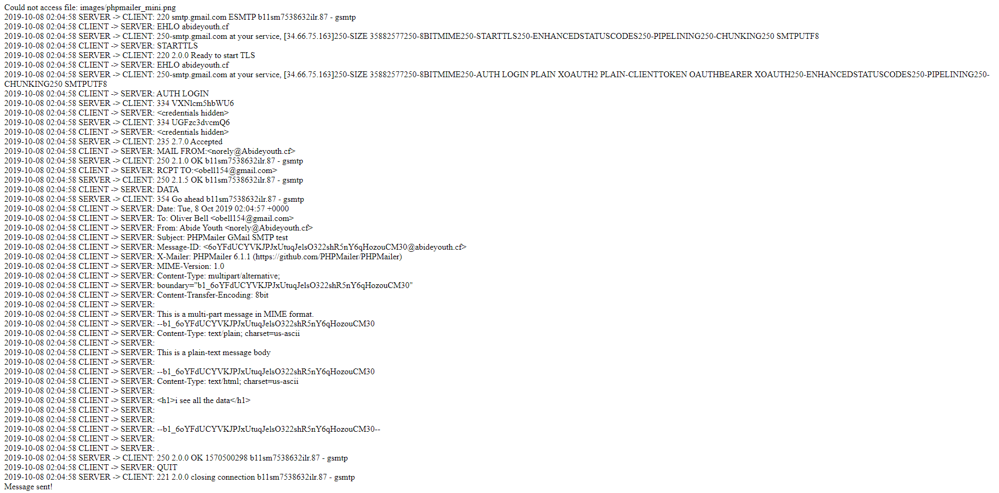 Could not access file: images/phpmailer_mini.png
2019-10-08 02:04:58 SERVER -> CLIENT: 220 smtp.gmail.com ESMTP b11sm7538632ilr.87 - gsmtp
2019-10-08 02:04:58 CLIENT -> SERVER: EHLO abideyouth.cf
2019-10-08 02:04:58 SERVER -> CLIENT: 250-smtp.gmail.com at your service, [34.66.75.163]250-SIZE 35882577250-8BITMIME250-STARTTLS250-ENHANCEDSTATUSCODES250-PIPELINING250-CHUNKING250 SMTPUTF8
2019-10-08 02:04:58 CLIENT -> SERVER: STARTTLS
2019-10-08 02:04:58 SERVER -> CLIENT: 220 2.0.0 Ready to start TLS
2019-10-08 02:04:58 CLIENT -> SERVER: EHLO abideyouth.cf
2019-10-08 02:04:58 SERVER -> CLIENT: 250-smtp.gmail.com at your service, [34.66.75.163]250-SIZE 35882577250-8BITMIME250-AUTH LOGIN PLAIN XOAUTH2 PLAIN-CLIENTTOKEN OAUTHBEARER XOAUTH250-ENHANCEDSTATUSCODES250-PIPELINING250-
CHUNKING250 SMTPUTF8
2019-10-08 02:04:58 CLIENT -> SERVER: AUTH LOGIN
2019-10-08 02:04:58 SERVER -> CLIENT: 334 VXNlcm5hbWU6
2019-10-08 02:04:58 CLIENT -> SERVER: <credentials hidden>
2019-10-08 02:04:58 SERVER -> CLIENT: 334 UGFzc3dvcmQ6
2019-10-08 02:04:58 CLIENT -> SERVER: <credentials hidden>
2019-10-08 02:04:58 SERVER -> CLIENT: 235 2.7.0 Accepted
2019-10-08 02:04:58 CLIENT -> SERVER: MAIL FROM:<norely@Abideyouth.cf>
2019-10-08 02:04:58 SERVER -> CLIENT: 250 2.1.0 OK b11sm7538632ilr.87 - gsmtp
2019-10-08 02:04:58 CLIENT -> SERVER: RCPT TO:<obell154@gmail.com>
2019-10-08 02:04:58 SERVER -> CLIENT: 250 2.1.5 OK b11sm7538632ilr.87 - gsmtp
2019-10-08 02:04:58 CLIENT -> SERVER: DATA
2019-10-08 02:04:58 SERVER -> CLIENT: 354 Go ahead b11sm7538632ilr.87 - gsmtp
2019-10-08 02:04:58 CLIENT -> SERVER: Date: Tue, 8 Oct 2019 02:04:57 +0000
2019-10-08 02:04:58 CLIENT -> SERVER: To: Oliver Bell <obell154@gmail.com>
2019-10-08 02:04:58 CLIENT -> SERVER: From: Abide Youth <norely@Abideyouth.cf>
2019-10-08 02:04:58 CLIENT -> SERVER: Subject: PHPMailer GMail SMTP test
2019-10-08 02:04:58 CLIENT -> SERVER: Message-ID: <6oYFdUCYVKJPJxUtuqJelsO322shR5nY6qHozouCM30@abideyouth.cf>
2019-10-08 02:04:58 CLIENT -> SERVER: X-Mailer: PHPMailer 6.1.1 (https://github.com/PHPMailer/PHPMailer)
2019-10-08 02:04:58 CLIENT -> SERVER: MIME-Version: 1.0
2019-10-08 02:04:58 CLIENT -> SERVER: Content-Type: multipart/alternative;
2019-10-08 02:04:58 CLIENT -> SERVER: boundary="b1_6oYFdUCYVKJPJxUtuqJelsO322shR5nY6qHozouCM30"
2019-10-08 02:04:58 CLIENT -> SERVER: Content-Transfer-Encoding: 8bit
2019-10-08 02:04:58 CLIENT -> SERVER:
2019-10-08 02:04:58 CLIENT -> SERVER: This is a multi-part message in MIME format.
2019-10-08 02:04:58 CLIENT -> SERVER: --b1_6oYFdUCYVKJPJxUtuqJelsO322shR5nY6qHozouCM30
2019-10-08 02:04:58 CLIENT -> SERVER: Content-Type: text/plain; charset=us-ascii
2019-10-08 02:04:58 CLIENT -> SERVER:
2019-10-08 02:04:58 CLIENT -> SERVER: This is a plain-text message body
2019-10-08 02:04:58 CLIENT -> SERVER:
2019-10-08 02:04:58 CLIENT -> SERVER: --b1_6oYFdUCYVKJPJxUtuqJelsO322shR5nY6qHozouCM30
2019-10-08 02:04:58 CLIENT -> SERVER: Content-Type: text/html; charset=us-ascii
2019-10-08 02:04:58 CLIENT -> SERVER:
2019-10-08 02:04:58 CLIENT -> SERVER: <h1>i see all the data</h1>
2019-10-08 02:04:58 CLIENT -> SERVER:
2019-10-08 02:04:58 CLIENT -> SERVER:
2019-10-08 02:04:58 CLIENT -> SERVER: --b1_6oYFdUCYVKJPJxUtuqJelsO322shR5nY6qHozouCM30--
2019-10-08 02:04:58 CLIENT -> SERVER:
2019-10-08 02:04:58 CLIENT -> SERVER: .
2019-10-08 02:04:58 SERVER -> CLIENT: 250 2.0.0 OK 1570500298 b11sm7538632ilr.87 - gsmtp
2019-10-08 02:04:58 CLIENT -> SERVER: QUIT
2019-10-08 02:04:58 SERVER -> CLIENT: 221 2.0.0 closing connection b11sm7538632ilr.87 - gsmtp
Message sent!